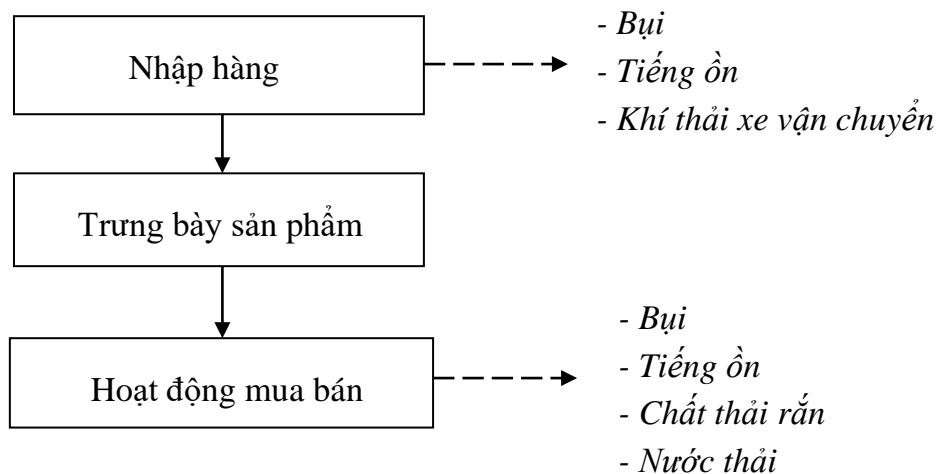 Nhập hàng
- Bụi
- Tiếng ồn
- Khí thải xe vận chuyển
Trưng bày sản phẩm
Hoạt động mua bán
- Bụi
- Tiếng ồn
- Chất thải rắn
- Nước thải